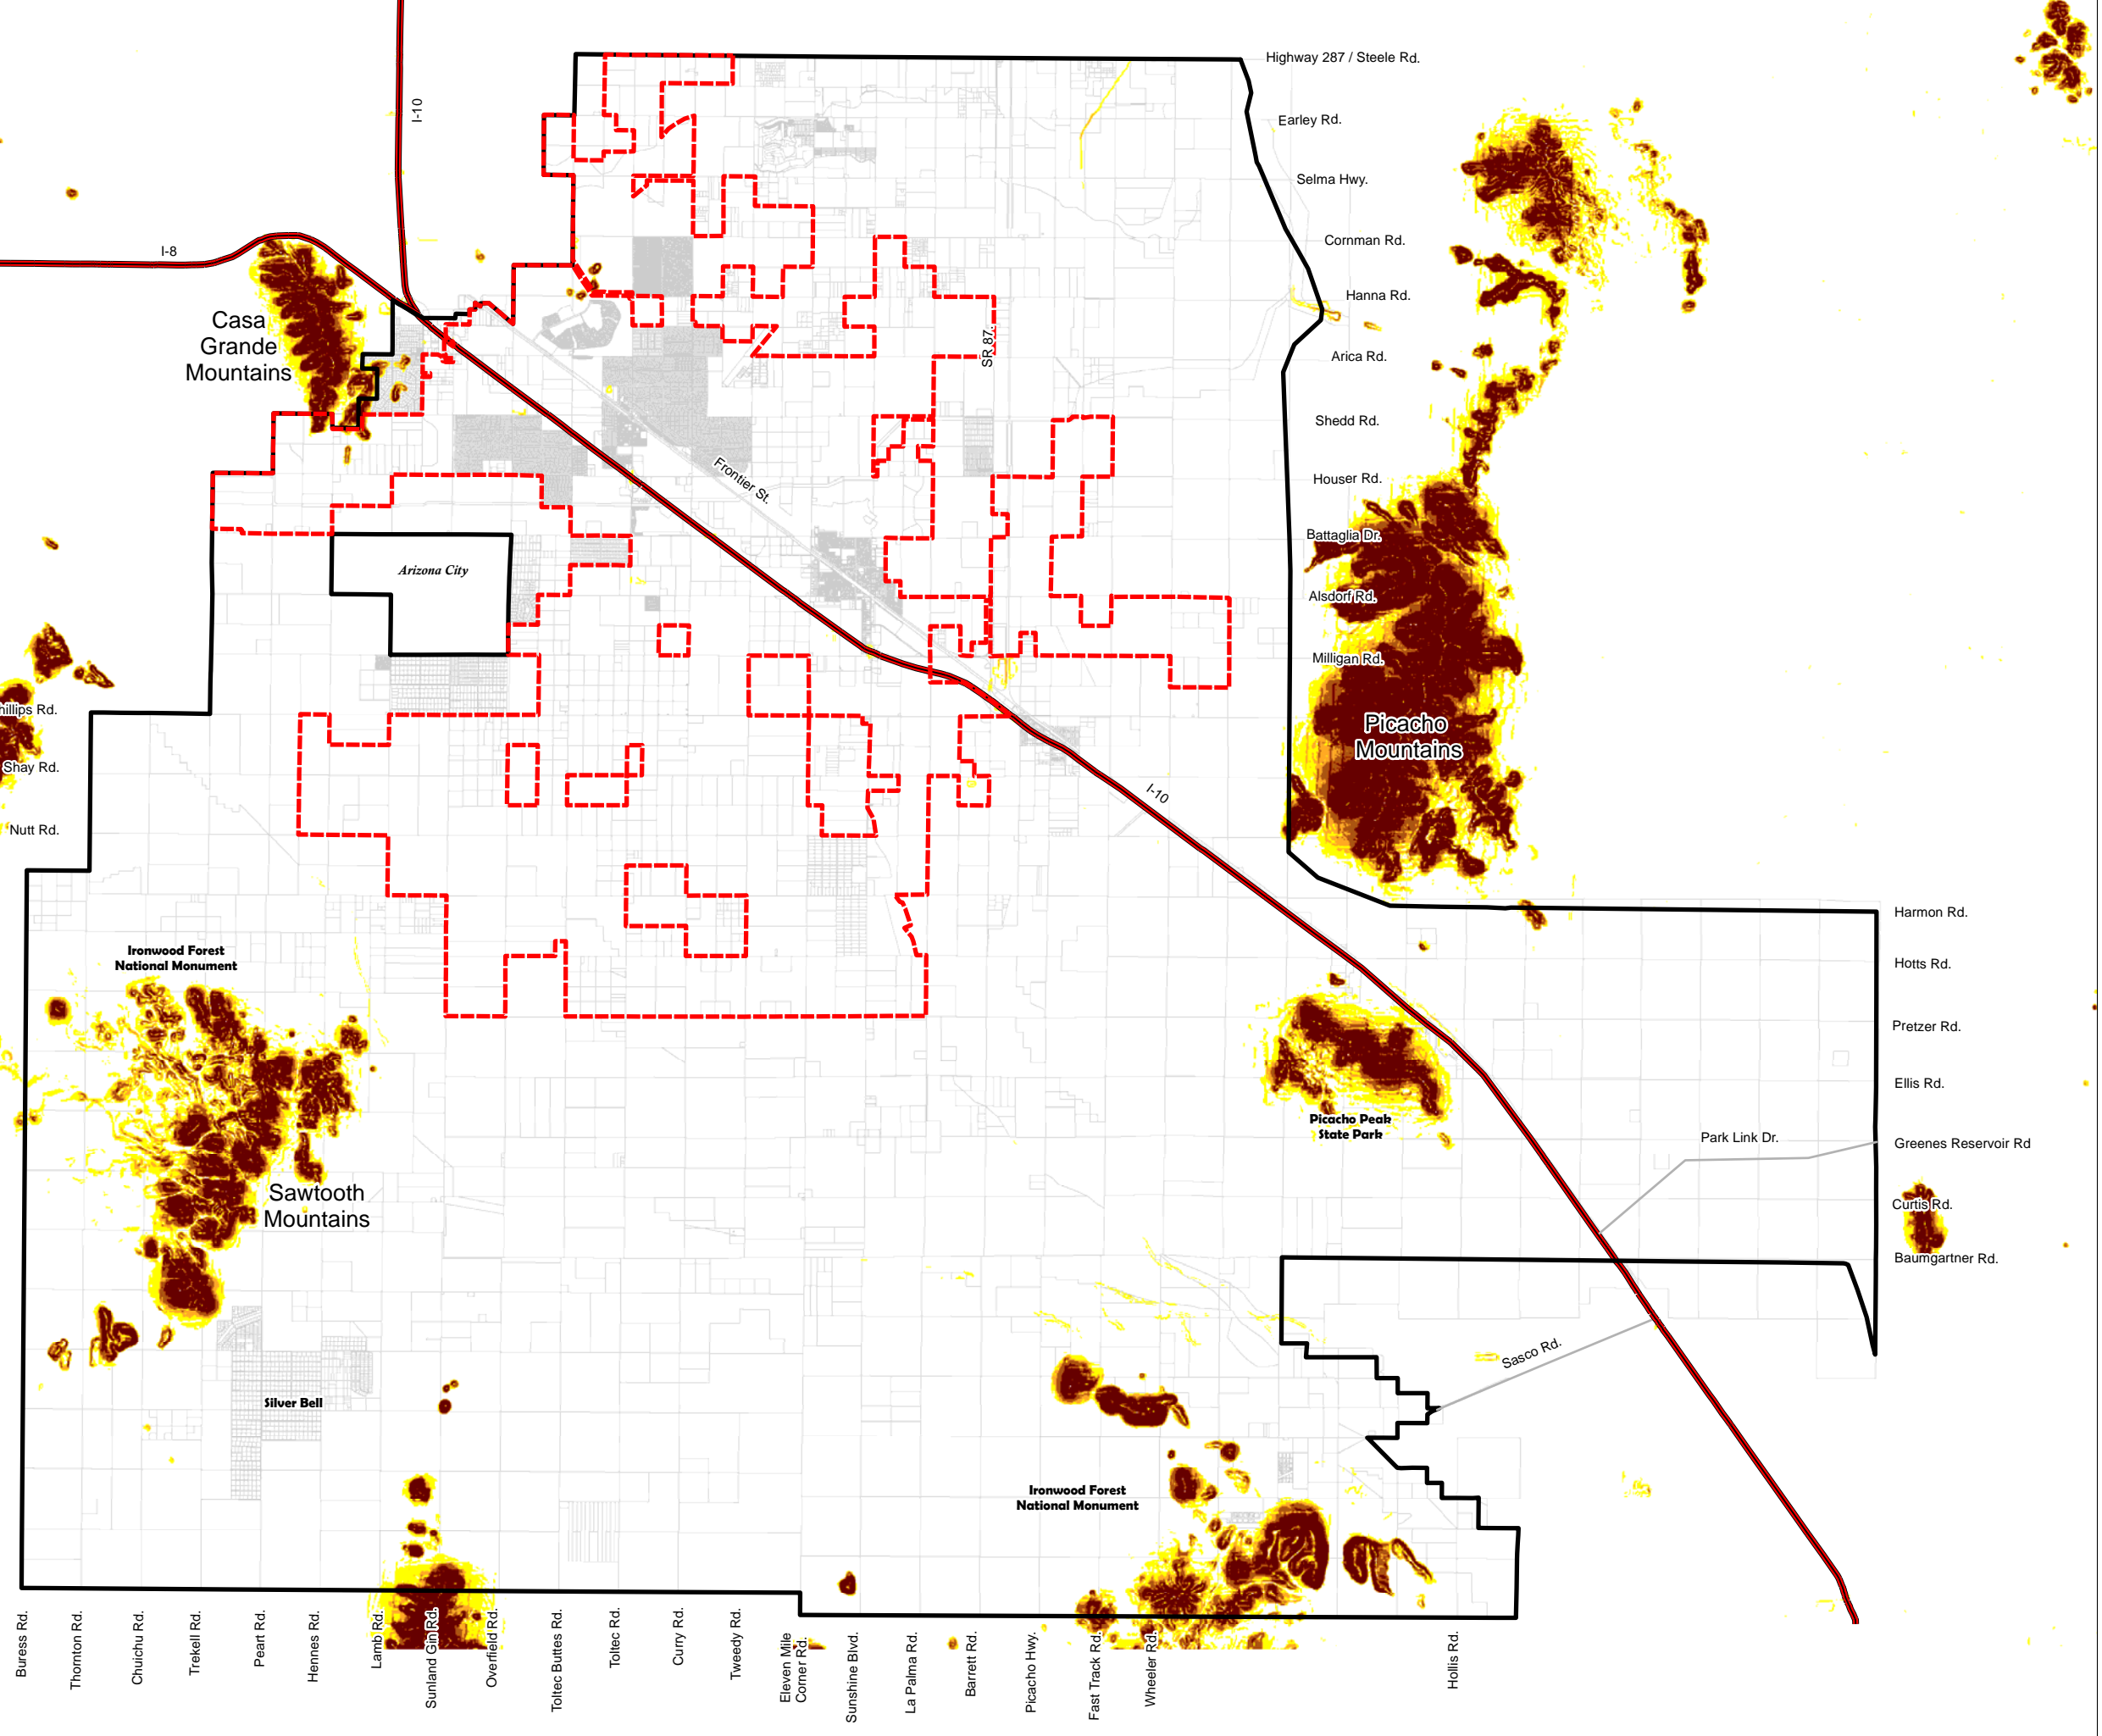 Highway 287 / Steele Rd.
I-10
Earley Rd.
Selma Hwy.
Cornman Rd.
I-8
Hanna Rd.
Casa
Grande
Mountains
SR 87
Arica Rd.
Shedd Rd.
Frontier St.
Houser Rd.
Battaglia Dr.
Arizona City
Alsdorf Rd.
Milligan Rd.
hillips Rd.
Picacho
Mountains
Shay Rd.
I-10
Nutt Rd.
Harmon Rd.
Ironwood Forest
National Monument
Hotts Rd.
Pretzer Rd.
Ellis Rd.
Picacho Peak
State Park
Park Link Dr.
Greenes Reservoir Rd
Sawtooth
Mountains
Curtis Rd.
Baumgartner Rd.
Sasco Rd.
Silver Bell
Ironwood Forest
National Monument
Buress Rd.
Thornton Rd.
Chuichu Rd.
Trekell Rd.
Peart Rd.
Hennes Rd.
Lamb Rd.
Sunland Gin Rd.
Overfield Rd.
Toltec Buttes Rd.
Toltec Rd.
Curry Rd.
Tweedy Rd.
Eleven Mile
Corner Rd.
Sunshine Blvd.
La Palma Rd.
Barrett Rd.
Picacho Hwy.
Fast Track Rd.
Wheeler Rd.
Hollis Rd.